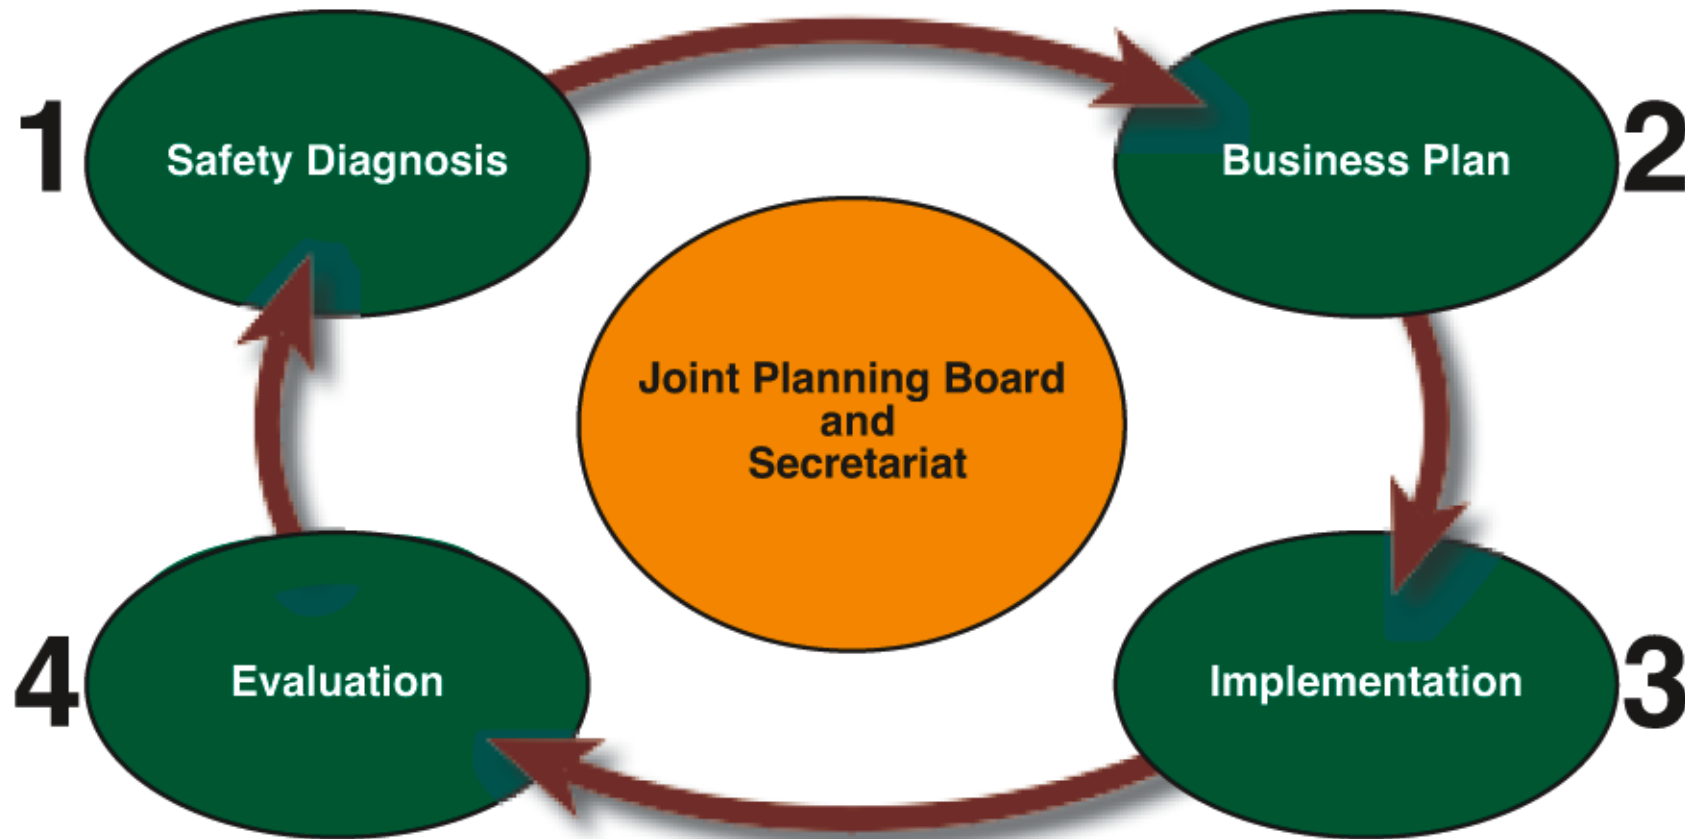 1
Safety Diagnosis
Business Plan
2
Joint Planning Board
and
Secretariat
4
Evaluation
Implementation
3